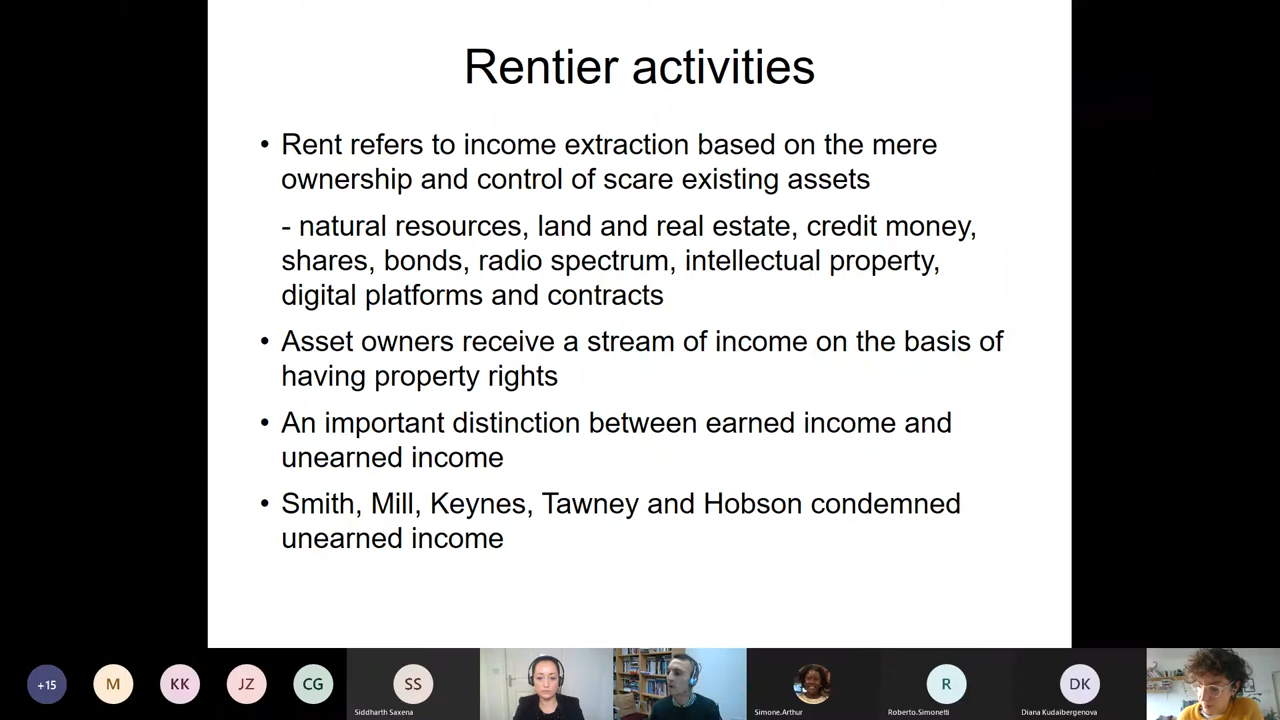 Rentier activities
• Rent refers to income extraction based on the mere
ownership and control of scare existing assets
- natural resources, land and real estate, credit money,
shares, bonds, radio spectrum, intellectual property,
digital platforms and contracts
• Asset owners receive a stream of income on the basis of
having property rights
• An important distinction between earned income and
unearned income
• Smith, Mill, Keynes, Tawney and Hobson condemned
unearned income
+15
M
KK
JZ
CG
SS
R
DK
Siddharth Saxena
Simone.Arthur
Roberto.Simonetti
Diana Kudaibergenova